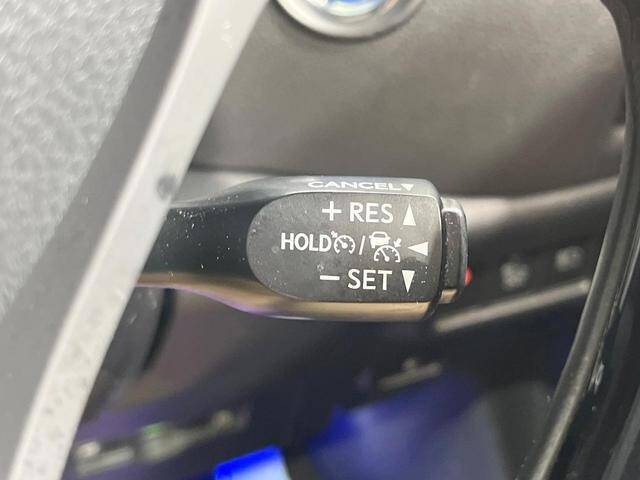 CANCEL▼
+ RES ▲
HOLD / ◀
− SET ▼